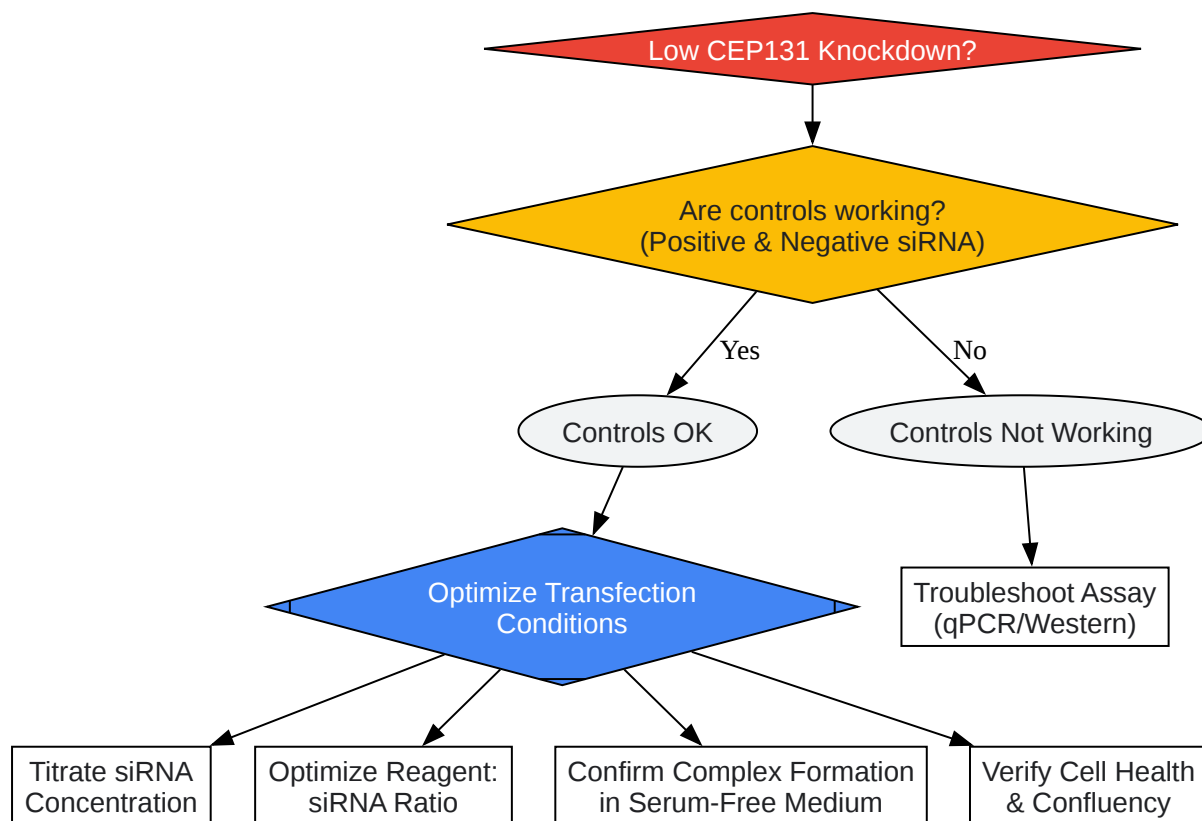 Low CEP131 Knockdown?
Are controls working?
(Positive & Negative siRNA)
Yes
No
Controls OK
Controls Not Working
Optimize Transfection
Conditions
Troubleshoot Assay
(qPCR/Western)
Titrate siRNA
Concentration
Optimize Reagent:
siRNA Ratio
Confirm Complex Formation
in Serum-Free Medium
Verify Cell Health
& Confluency